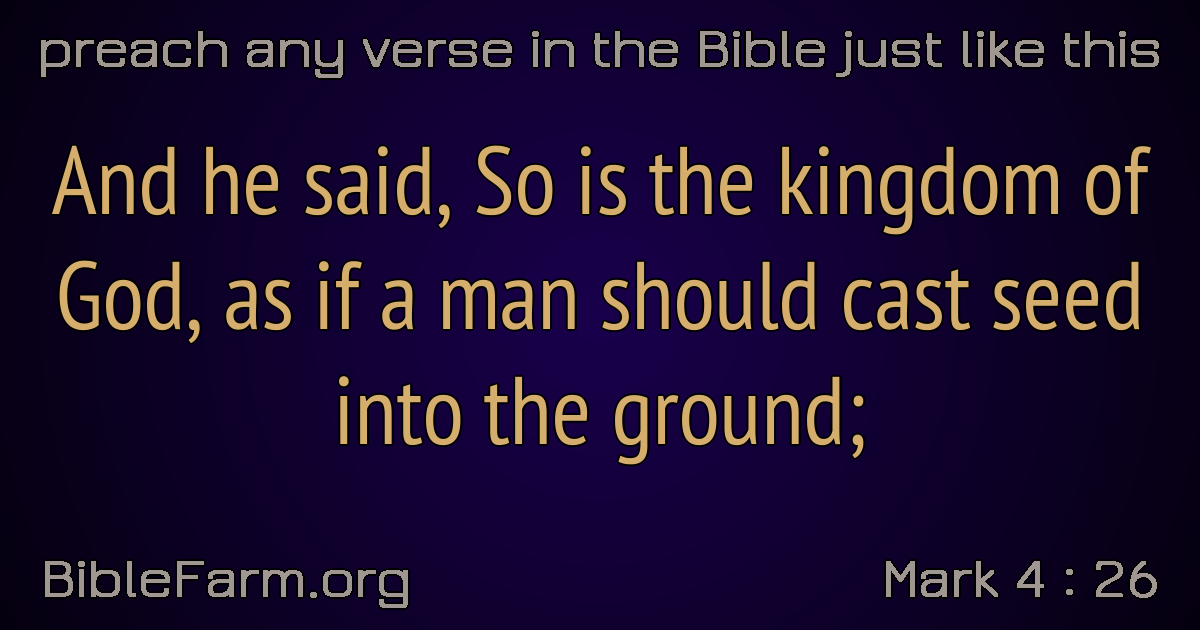 preach any verse in the Bible just like this
And he said, So is the kingdom of
God, as if a man should cast seed
into the ground;
BibleFarm.org
Mark 4 : 26